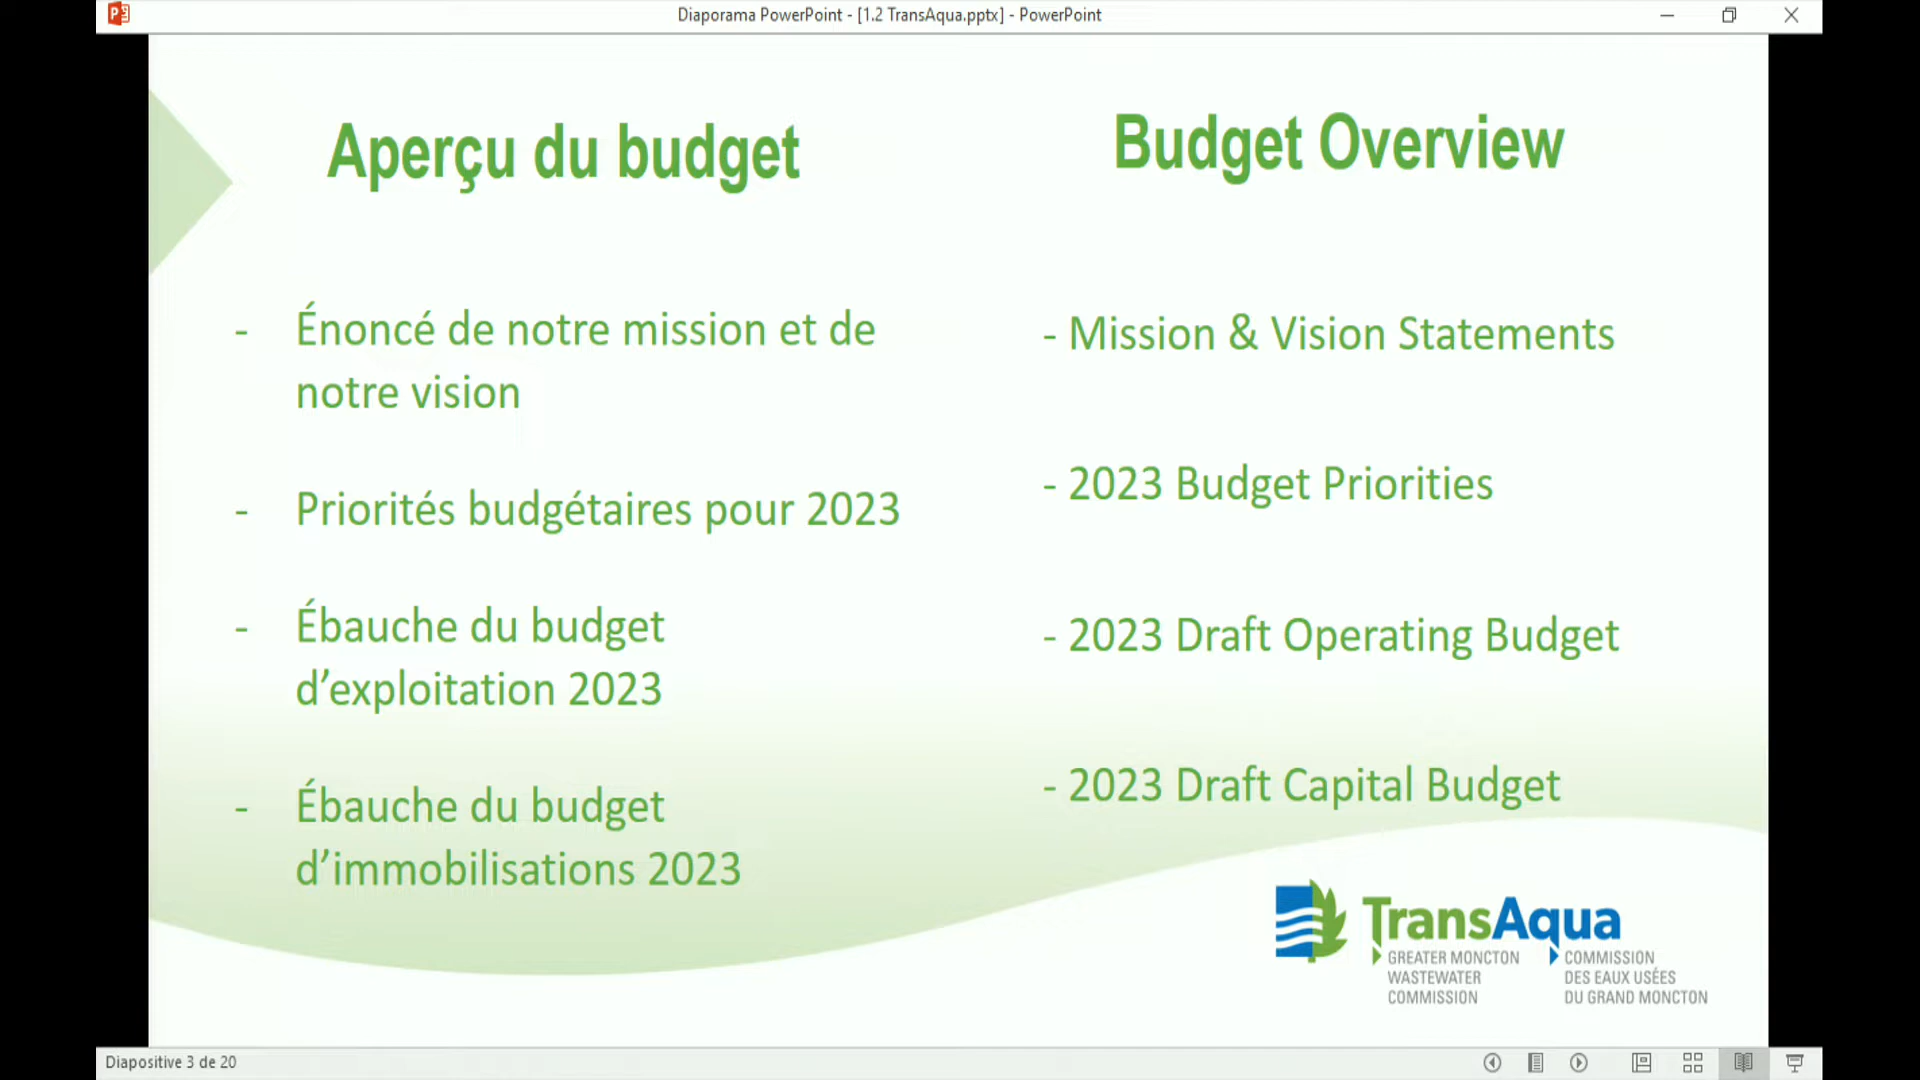 Diaporama PowerPoint - [1.2 TransAqua.pptx] - PowerPoint
Aperçu du budget
- Énoncé de notre mission et de
notre vision
- Priorités budgétaires pour 2023
- Ébauche du budget
d’exploitation 2023
- Ébauche du budget
d’immobilisations 2023
Budget Overview
- Mission & Vision Statements
- 2023 Budget Priorities
- 2023 Draft Operating Budget
- 2023 Draft Capital Budget
TransAqua
GREATER MONCTON
WASTEWATER
COMMISSION
COMMISSION
DES EAUX USÉES
DU GRAND MONCTON
Diapositive 3 de 20